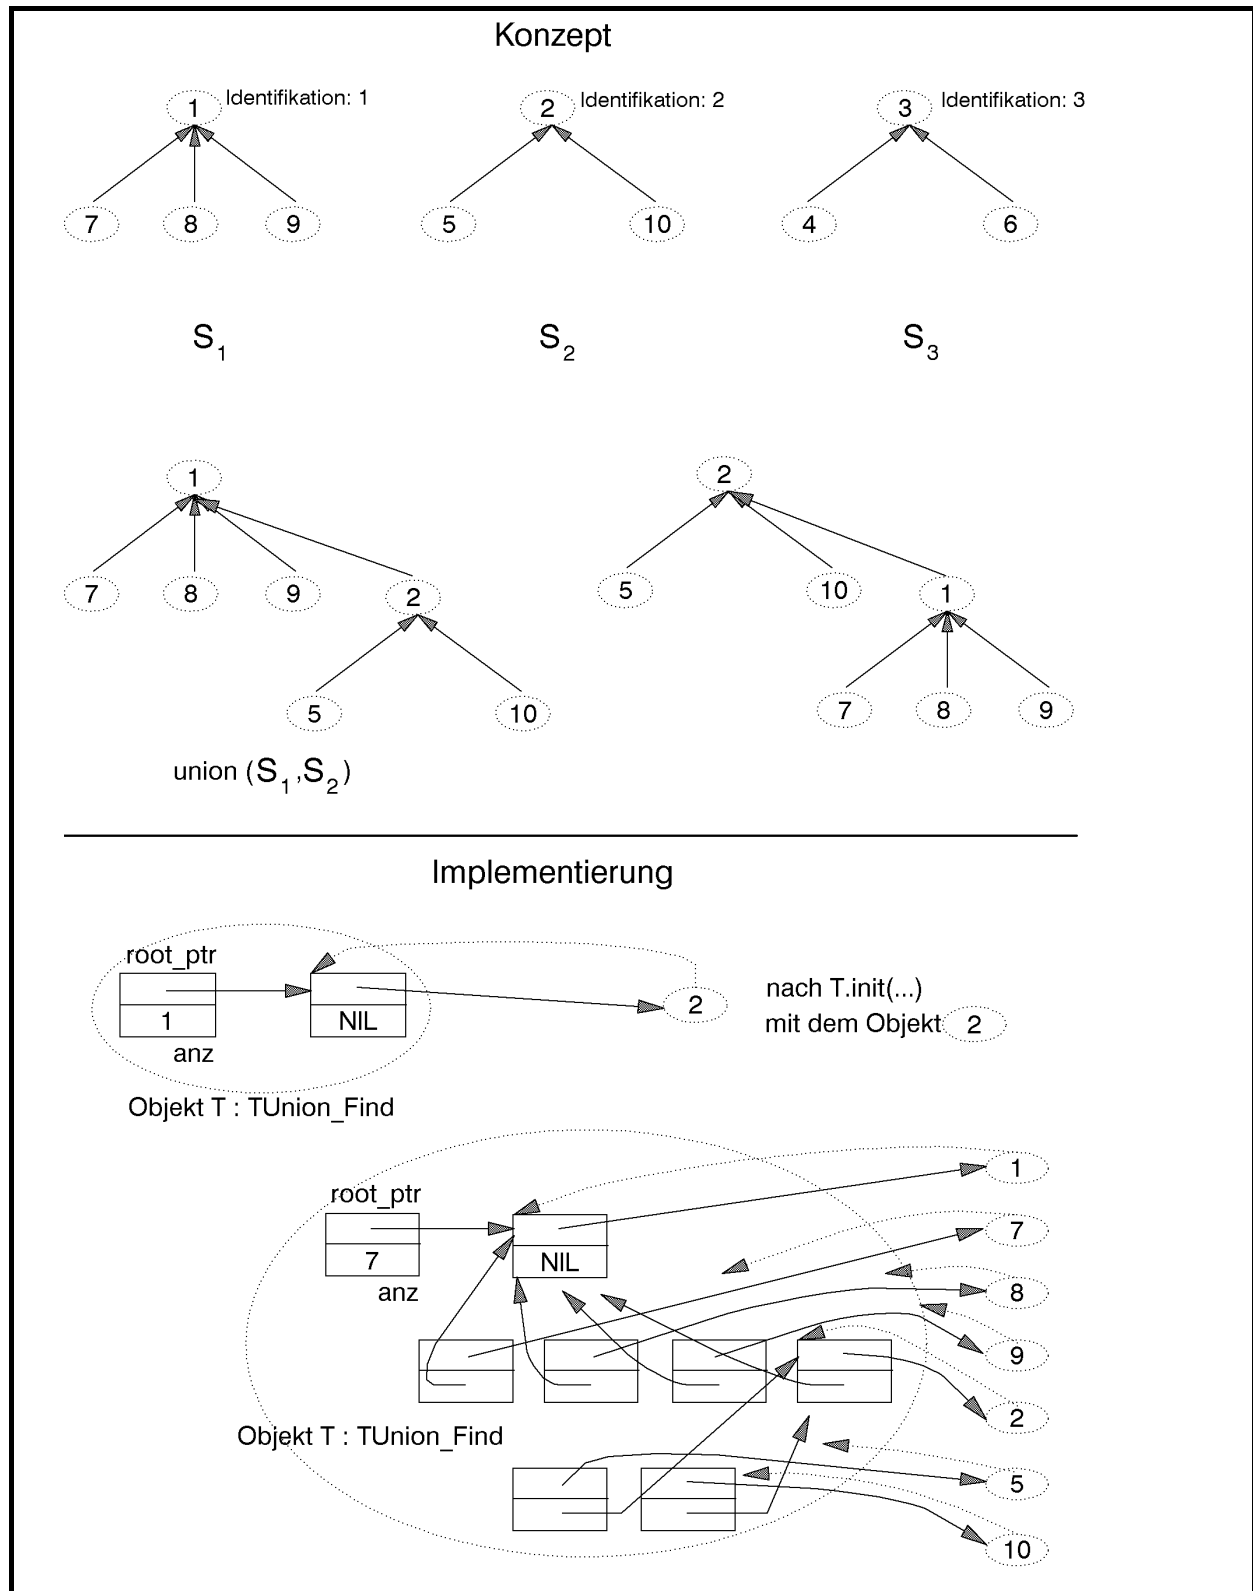 Konzept
1 Identifikation: 1
2 Identifikation: 2
3 Identifikation: 3
7 8 9 5 10 4 6
S1 S2 S3
1 2
7 8 9 2 5 10 1
5 10 7 8 9
union (S1,S2)
Implementierung
root_ptr
1
anz
NIL
2
nach T.init(...)
mit dem Objekt 2
Objekt T : TUnion_Find
root_ptr
7
anz
NIL
1
7
8
9
2
Objekt T : TUnion_Find
5
10